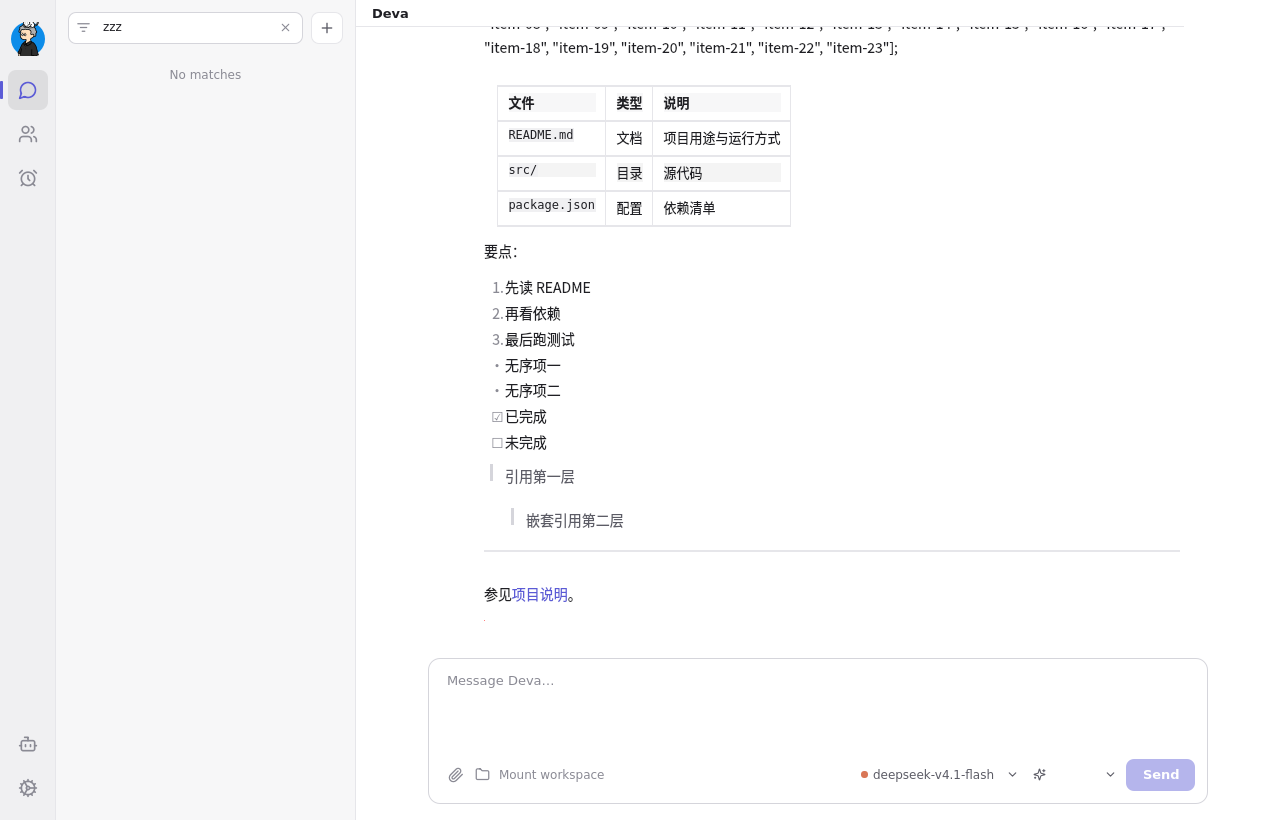 zzz
No matches
Deva
"item-18", "item-19", "item-20", "item-21", "item-22", "item-23"];
文件 类型 说明
README.md 文档 项目用途与运行方式
src/ 目录 源代码
package.json 配置 依赖清单
要点：
1. 先读 README
2. 再看依赖
3. 最后跑测试
• 无序项一
• 无序项二
☑ 已完成
☐ 未完成
引用第一层
嵌套引用第二层
参见项目说明。
Message Deva…
Mount workspace
deepseek-v4.1-flash
Send